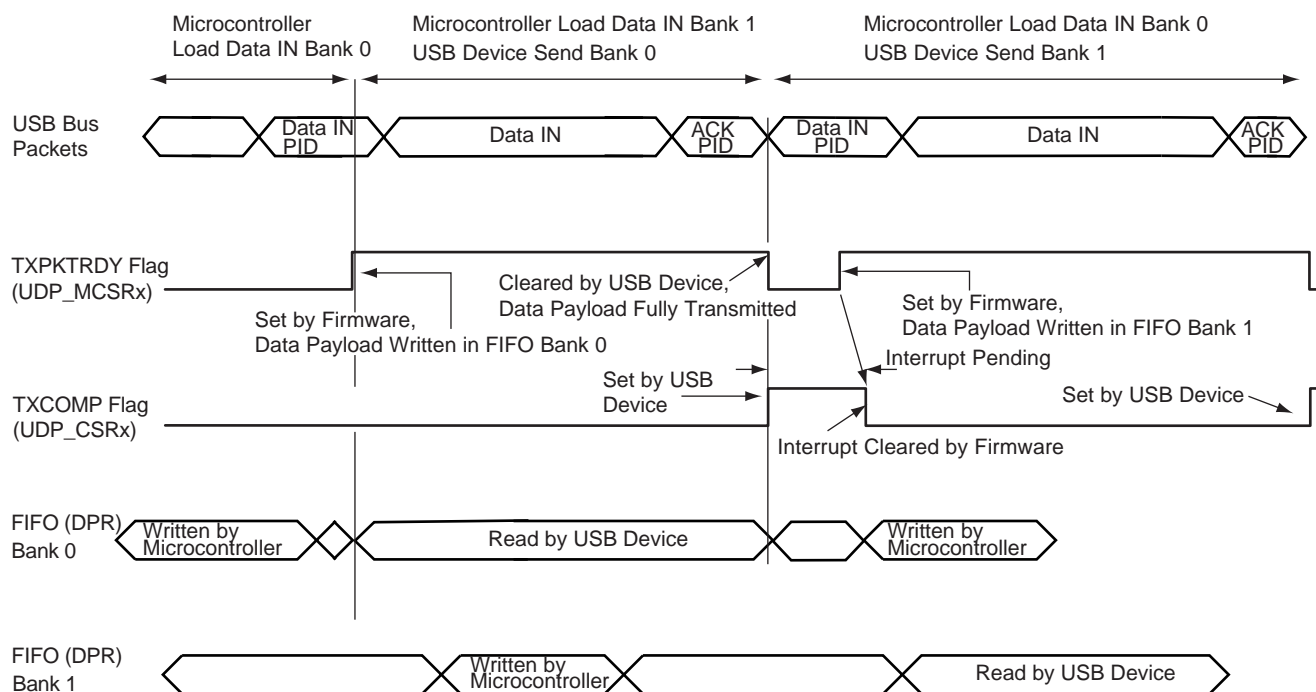 Microcontroller
Load Data IN Bank 0
Microcontroller Load Data IN Bank 1
USB Device Send Bank 0
Microcontroller Load Data IN Bank 0
USB Device Send Bank 1
USB Bus
Packets
Data IN
PID
Data IN
ACK
PID
Data IN
PID
Data IN
ACK
PID
TXPKTRDY Flag
(UDP_MCSRx)
Set by Firmware,
Data Payload Written in FIFO Bank 0
Cleared by USB Device,
Data Payload Fully Transmitted
Set by Firmware,
Data Payload Written in FIFO Bank 1
Interrupt Pending
Set by USB
Device
Set by USB Device
TXCOMP Flag
(UDP_CSRx)
Interrupt Cleared by Firmware
FIFO (DPR)
Bank 0
Written by
Microcontroller
Read by USB Device
Written by
Microcontroller
FIFO (DPR)
Bank 1
Written by
Microcontroller
Read by USB Device